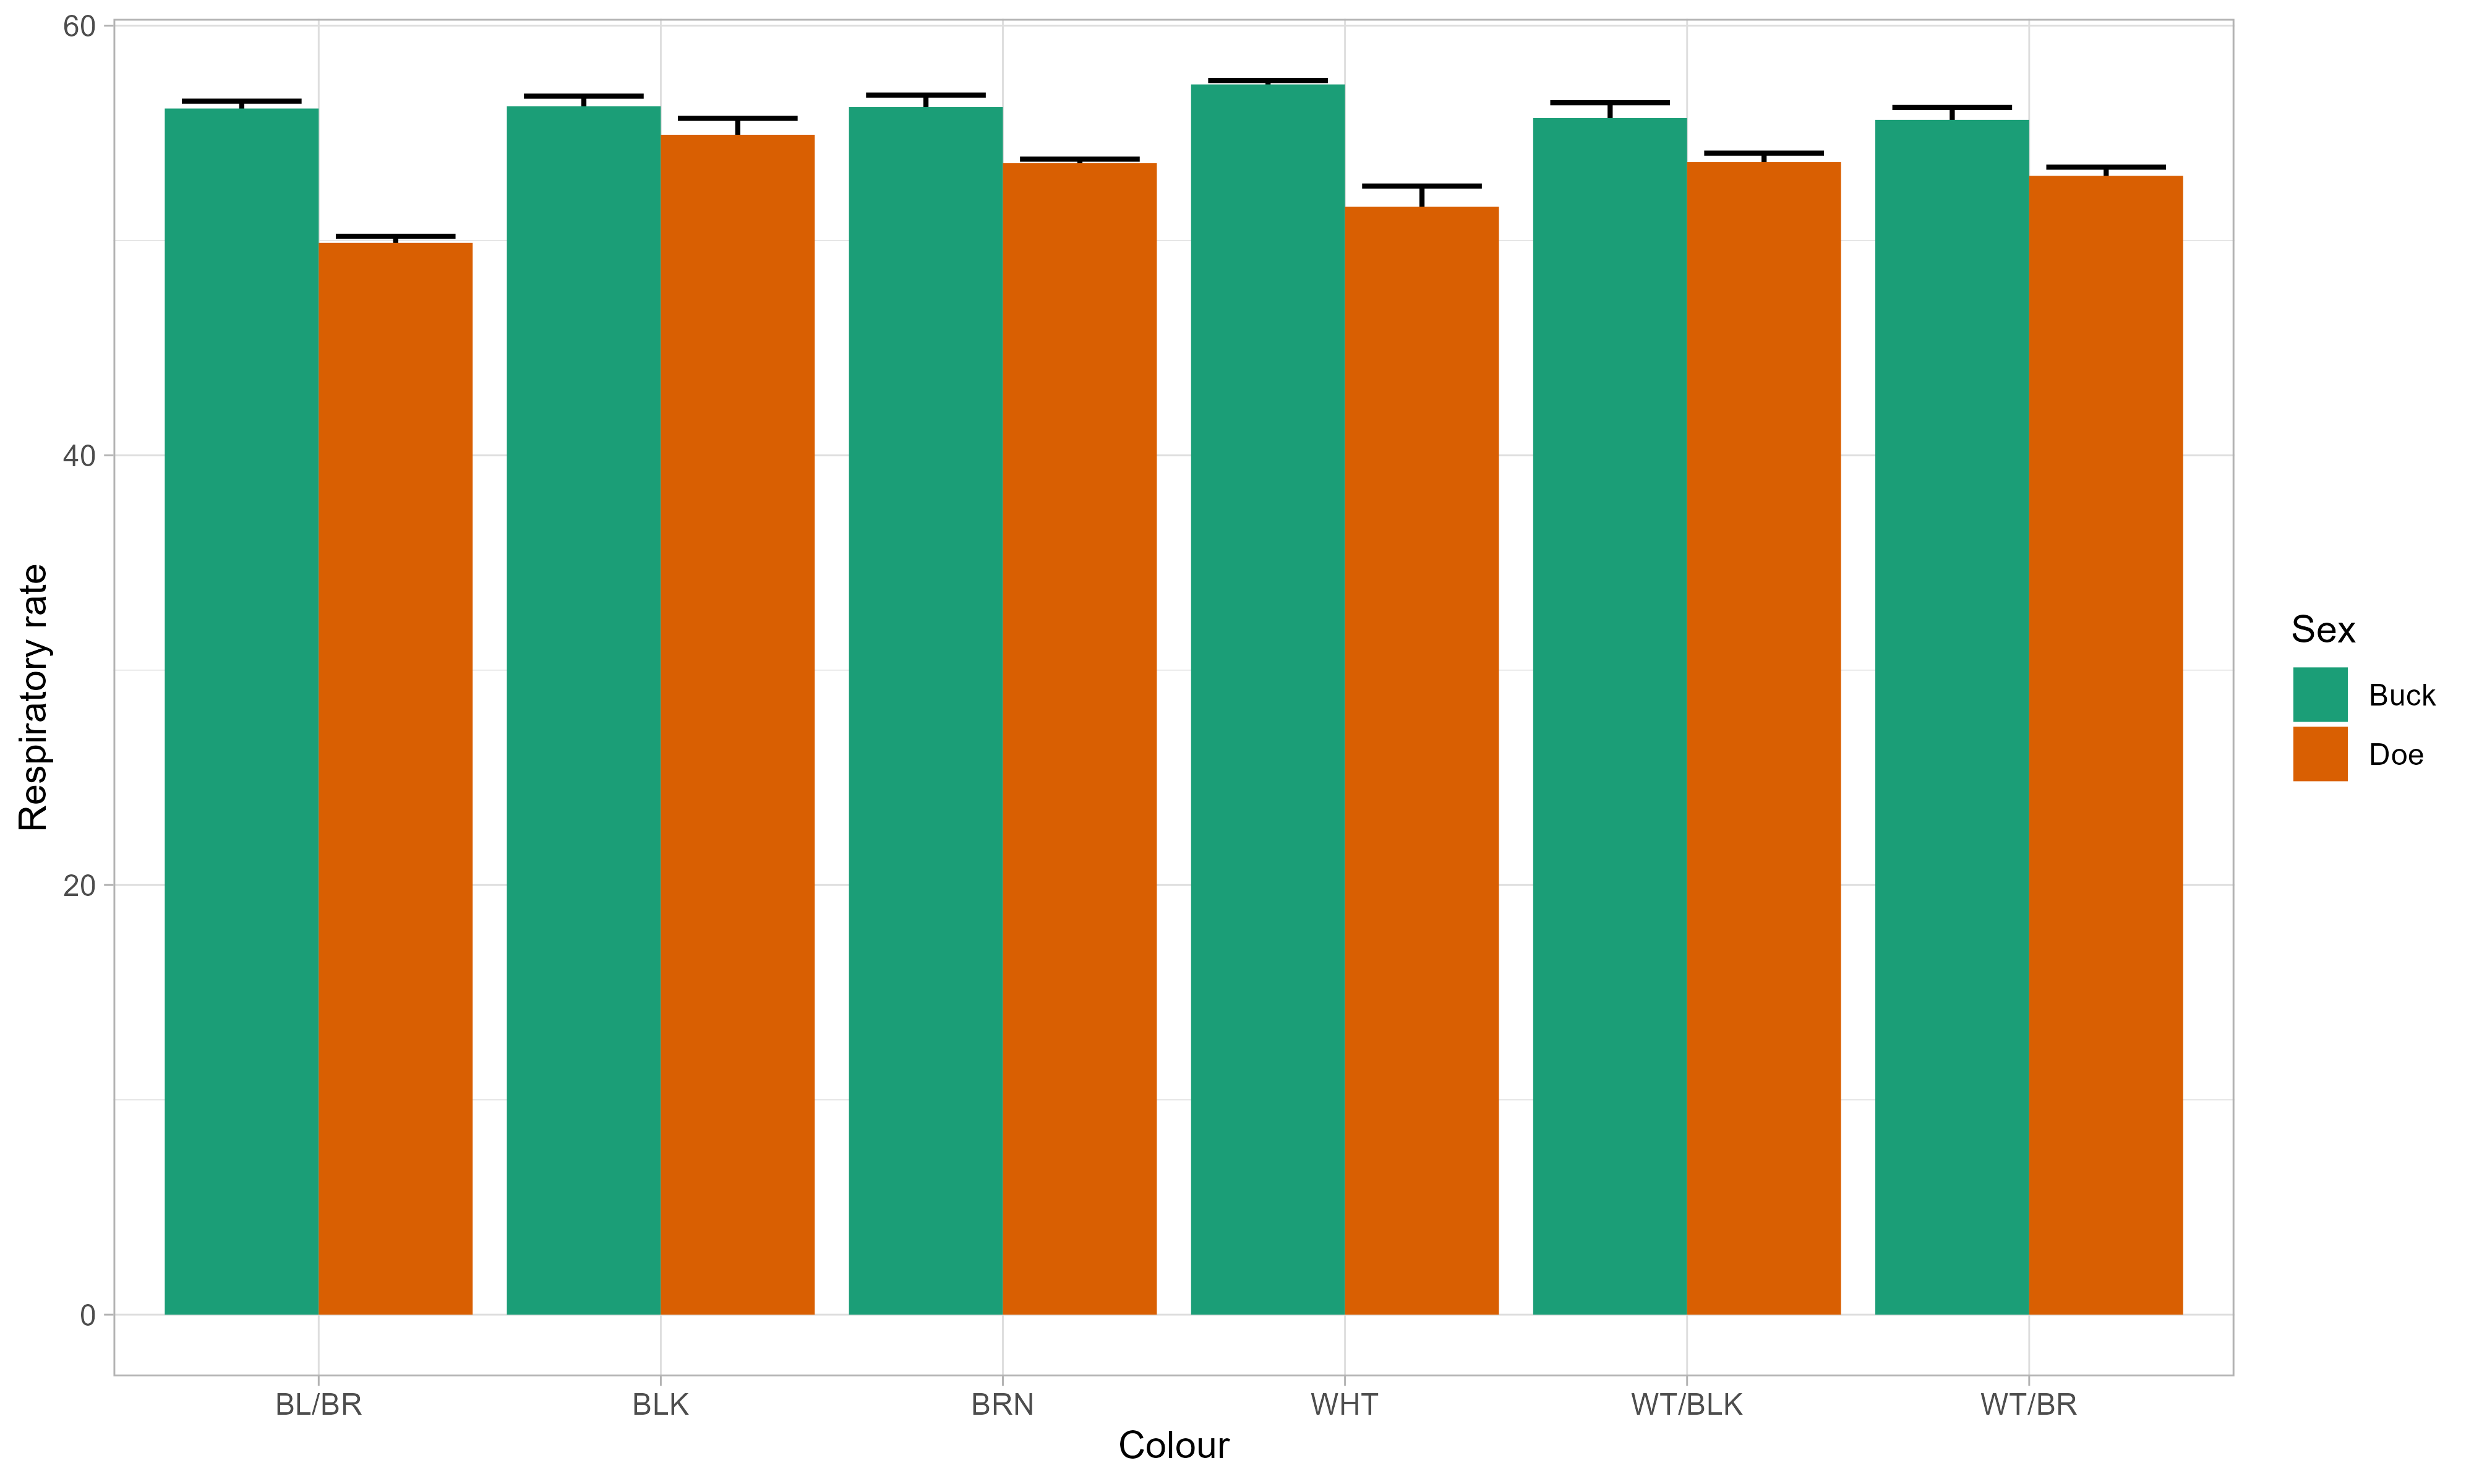 60
40
20
0
Respiratory rate
BL/BR BLK BRN WHT WT/BLK WT/BR
Colour
Sex
Buck
Doe